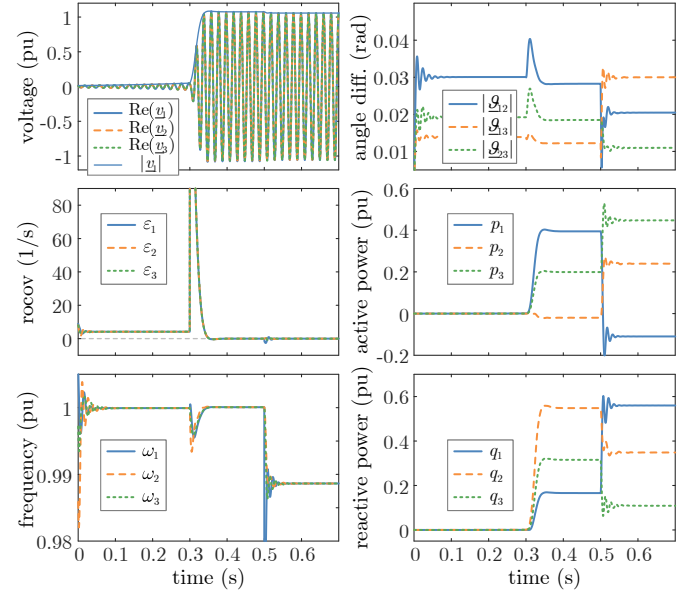 voltage (pu)
1
0.5
0
-0.5
-1
Re(v₁)
Re(v₂)
Re(v₃)
|v₁|
angle diff. (rad)
0.04
0.03
0.02
0.01
|𝒱₁₂|
|𝒱₁₃|
|𝒱₂₃|
rocov (1/s)
80
60
40
20
0
ε₁
ε₂
ε₃
active power (pu)
0.6
0.4
0.2
0
-0.2
p₁
p₂
p₃
frequency (pu)
1
0.99
0.98
ω₁
ω₂
ω₃
0 0.1 0.2 0.3 0.4 0.5 0.6
time (s)
reactive power (pu)
0.6
0.4
0.2
0
q₁
q₂
q₃
0 0.1 0.2 0.3 0.4 0.5 0.6
time (s)